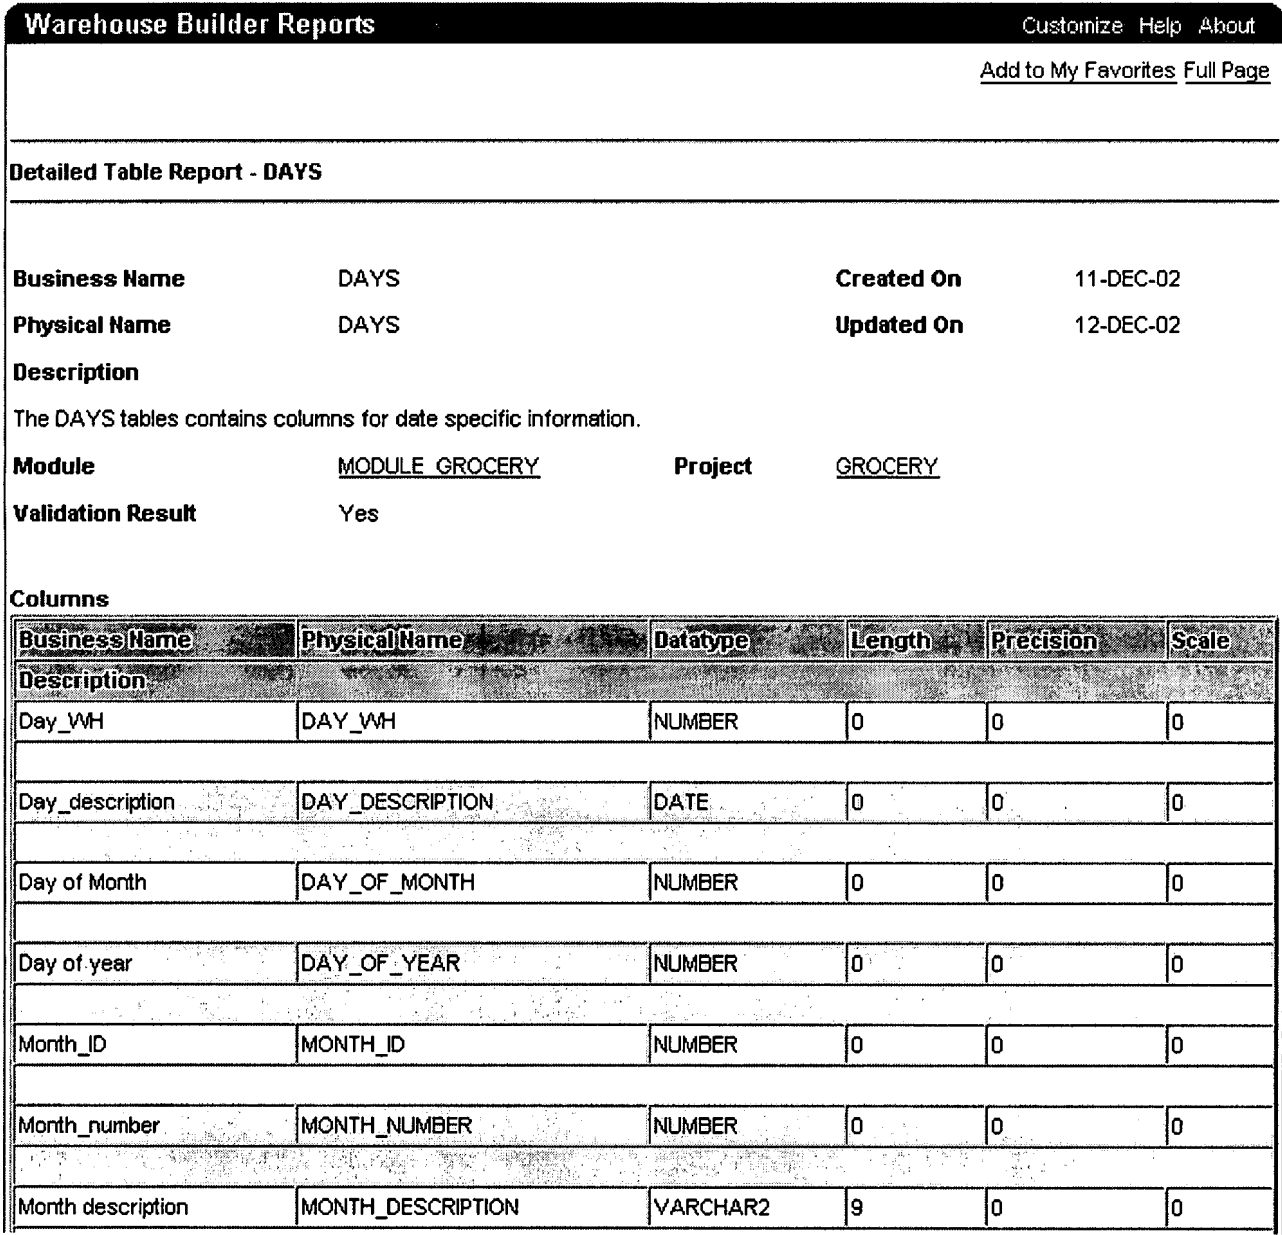 Warehouse Builder Reports Customize Help About
Add to My Favorites Full Page
Detailed Table Report - DAYS
Business Name DAYS Created On 11-DEC-02
Physical Name DAYS Updated On 12-DEC-02
Description
The DAYS tables contains columns for date specific information.
Module MODULE_GROCERY Project GROCERY
Validation Result Yes
Columns
Business Name Physical Name Datatype Length Precision Scale
Description
Day_WH DAY_WH NUMBER 0 0 0
Day_description DAY_DESCRIPTION DATE 0 0 0
Day of Month DAY_OF_MONTH NUMBER 0 0 0
Day of year DAY_OF_YEAR NUMBER 0 0 0
Month_ID MONTH_ID NUMBER 0 0 0
Month_number MONTH_NUMBER NUMBER 0 0 0
Month description MONTH_DESCRIPTION VARCHAR2 9 0 0